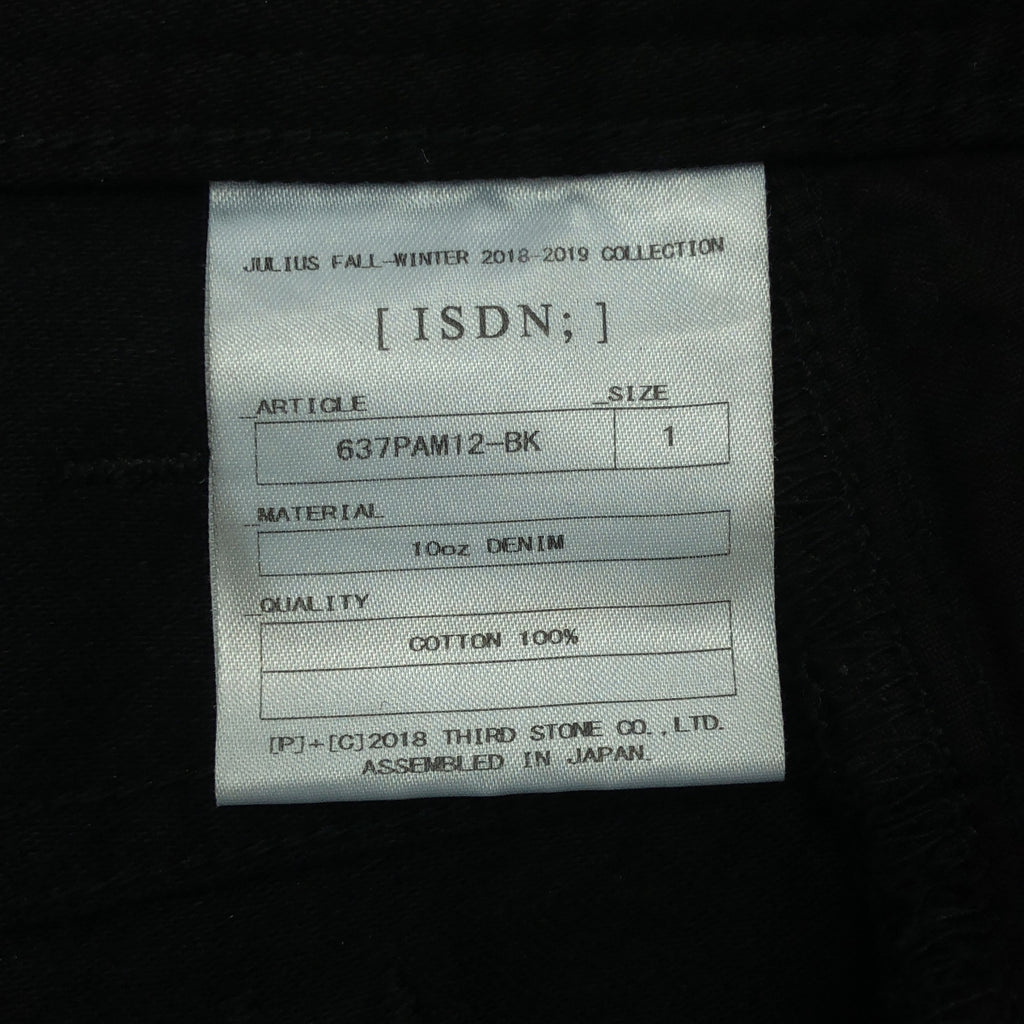 JULIUS FALL-WINTER 2018-2019 COLLECTION
[ ISDN; ]
_ARTICLE _SIZE
637PAM12-BK 1
_MATERIAL
10oz DENIM
_QUALITY
COTTON 100%
[P]+[C]2018 THIRD STONE CO.,LTD.
ASSEMBLED IN JAPAN.